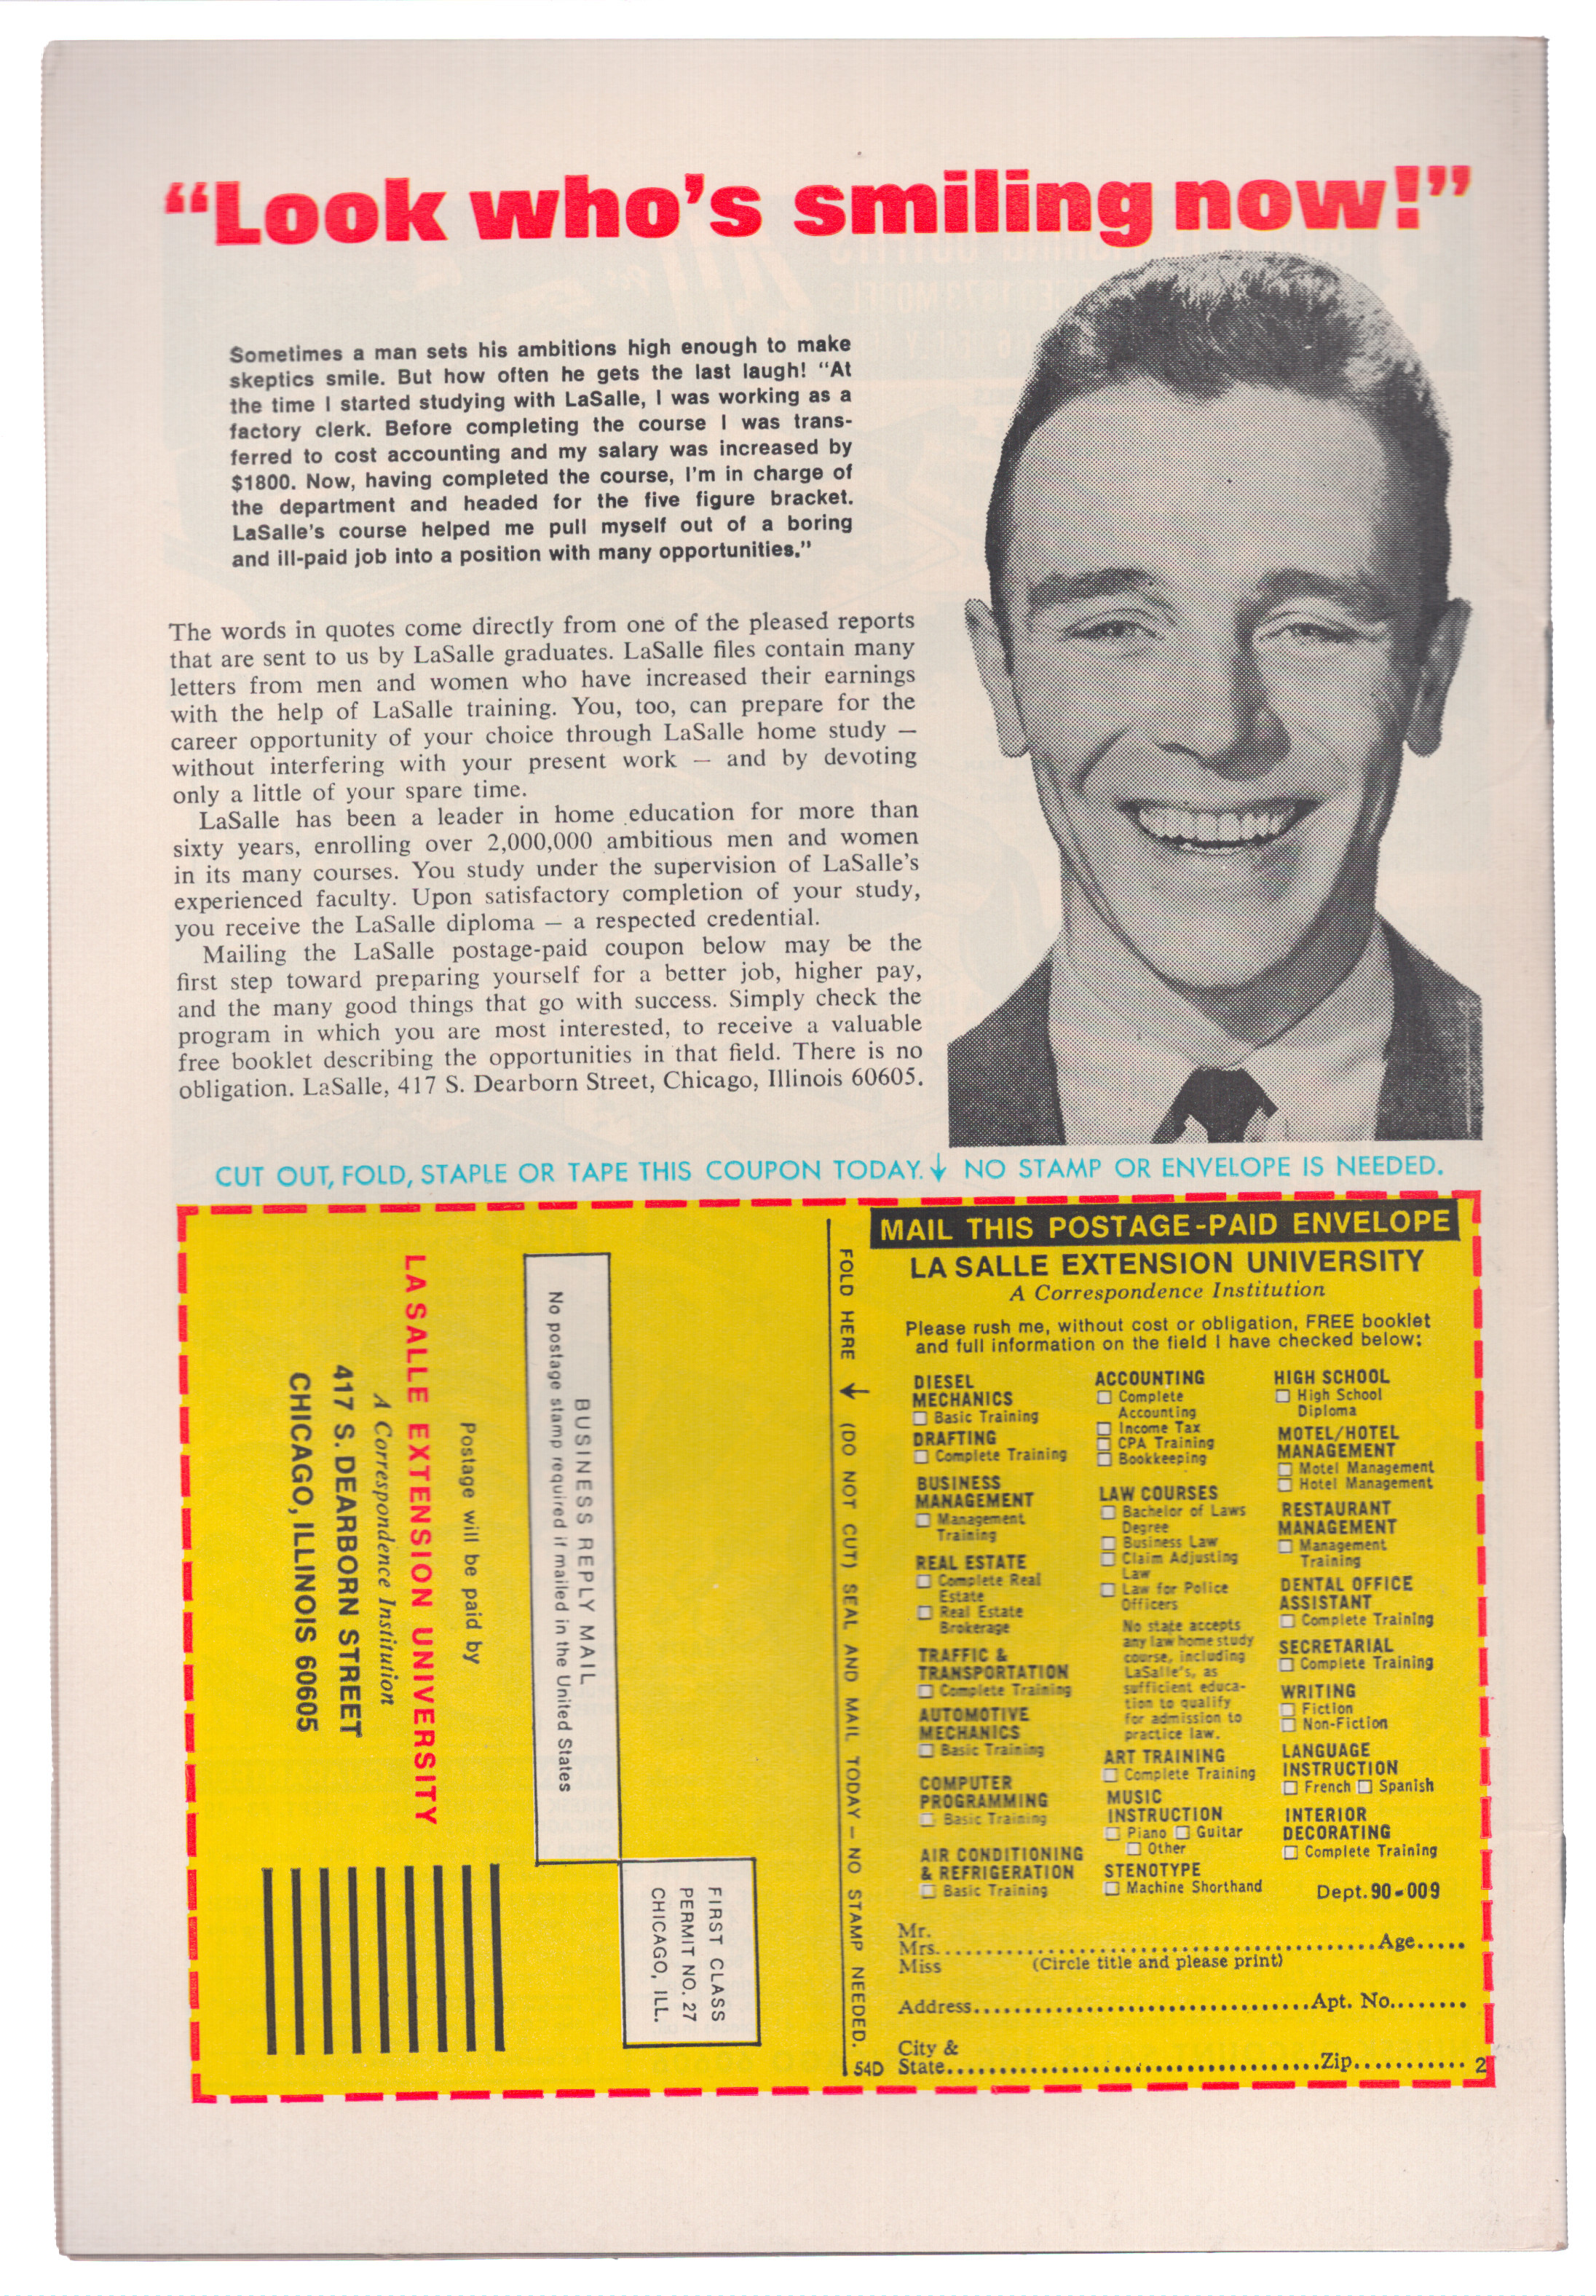 “Look who’s smiling now!”
Sometimes a man sets his ambitions high enough to make
skeptics smile. But how often he gets the last laugh! “At
the time I started studying with LaSalle, I was working as a
factory clerk. Before completing the course I was trans-
ferred to cost accounting and my salary was increased by
$1800. Now, having completed the course, I’m in charge of
the department and headed for the five figure bracket.
LaSalle’s course helped me pull myself out of a boring
and ill-paid job into a position with many opportunities.”
The words in quotes come directly from one of the pleased reports
that are sent to us by LaSalle graduates. LaSalle files contain many
letters from men and women who have increased their earnings
with the help of LaSalle training. You, too, can prepare for the
career opportunity of your choice through LaSalle home study —
without interfering with your present work — and by devoting
only a little of your spare time.
LaSalle has been a leader in home education for more than
sixty years, enrolling over 2,000,000 ambitious men and women
in its many courses. You study under the supervision of LaSalle’s
experienced faculty. Upon satisfactory completion of your study,
you receive the LaSalle diploma — a respected credential.
Mailing the LaSalle postage-paid coupon below may be the
first step toward preparing yourself for a better job, higher pay,
and the many good things that go with success. Simply check the
program in which you are most interested, to receive a valuable
free booklet describing the opportunities in that field. There is no
obligation. LaSalle, 417 S. Dearborn Street, Chicago, Illinois 60605.
CUT OUT, FOLD, STAPLE OR TAPE THIS COUPON TODAY.↓ NO STAMP OR ENVELOPE IS NEEDED.
FIRST CLASS
PERMIT NO. 27
CHICAGO, ILL.
BUSINESS REPLY MAIL
No postage stamp required if mailed in the United States
Postage will be paid by
LA SALLE EXTENSION UNIVERSITY
A Correspondence Institution
417 S. DEARBORN STREET
CHICAGO, ILLINOIS 60605
FOLD HERE ↓ (DO NOT CUT) SEAL AND MAIL TODAY — NO STAMP NEEDED.
MAIL THIS POSTAGE-PAID ENVELOPE
LA SALLE EXTENSION UNIVERSITY
A Correspondence Institution
Please rush me, without cost or obligation, FREE booklet
and full information on the field I have checked below:
DIESEL
MECHANICS
☐ Basic Training
DRAFTING
☐ Complete Training
BUSINESS
MANAGEMENT
☐ Management
Training
REAL ESTATE
☐ Complete Real
Estate
☐ Real Estate
Brokerage
TRAFFIC &
TRANSPORTATION
☐ Complete Training
AUTOMOTIVE
MECHANICS
☐ Basic Training
COMPUTER
PROGRAMMING
☐ Basic Training
AIR CONDITIONING
& REFRIGERATION
☐ Basic Training
ACCOUNTING
☐ Complete
Accounting
☐ Income Tax
☐ CPA Training
☐ Bookkeeping
LAW COURSES
☐ Bachelor of Laws
Degree
☐ Business Law
☐ Claim Adjusting
Law
☐ Law for Police
Officers
No state accepts
any law home study
course, including
LaSalle’s, as
sufficient educa-
tion to qualify
for admission to
practice law.
ART TRAINING
☐ Complete Training
MUSIC
INSTRUCTION
☐ Piano ☐ Guitar
☐ Other
STENOTYPE
☐ Machine Shorthand
HIGH SCHOOL
☐ High School
Diploma
MOTEL/HOTEL
MANAGEMENT
☐ Motel Management
☐ Hotel Management
RESTAURANT
MANAGEMENT
☐ Management
Training
DENTAL OFFICE
ASSISTANT
☐ Complete Training
SECRETARIAL
☐ Complete Training
WRITING
☐ Fiction
☐ Non-Fiction
LANGUAGE
INSTRUCTION
☐ French ☐ Spanish
INTERIOR
DECORATING
☐ Complete Training
Dept. 90-009
Mr.
Mrs. Age
Miss (Circle title and please print)
Address Apt. No.
City &
State Zip
54D 2